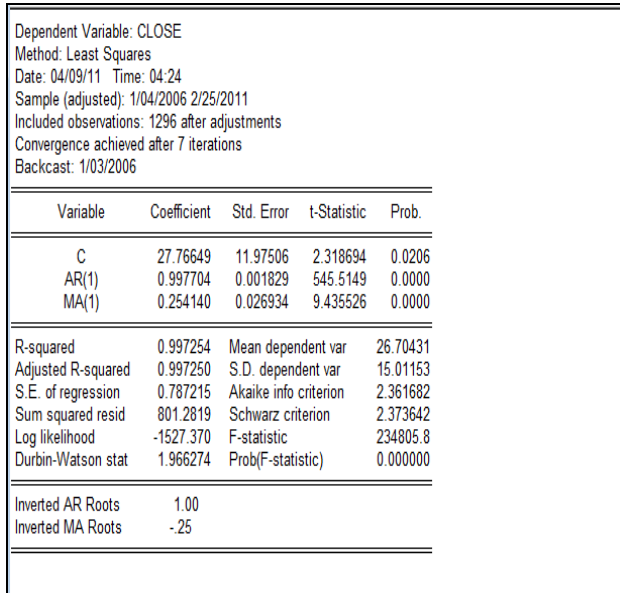 Dependent Variable: CLOSE
Method: Least Squares
Date: 04/09/11 Time: 04:24
Sample (adjusted): 1/04/2006 2/25/2011
Included observations: 1296 after adjustments
Convergence achieved after 7 iterations
Backcast: 1/03/2006
Variable Coefficient Std. Error t-Statistic Prob.
C 27.76649 11.97506 2.318694 0.0206
AR(1) 0.997704 0.001829 545.5149 0.0000
MA(1) 0.254140 0.026934 9.435526 0.0000
R-squared 0.997254 Mean dependent var 26.70431
Adjusted R-squared 0.997250 S.D. dependent var 15.01153
S.E. of regression 0.787215 Akaike info criterion 2.361682
Sum squared resid 801.2819 Schwarz criterion 2.373642
Log likelihood -1527.370 F-statistic 234805.8
Durbin-Watson stat 1.966274 Prob(F-statistic) 0.000000
Inverted AR Roots 1.00
Inverted MA Roots -.25